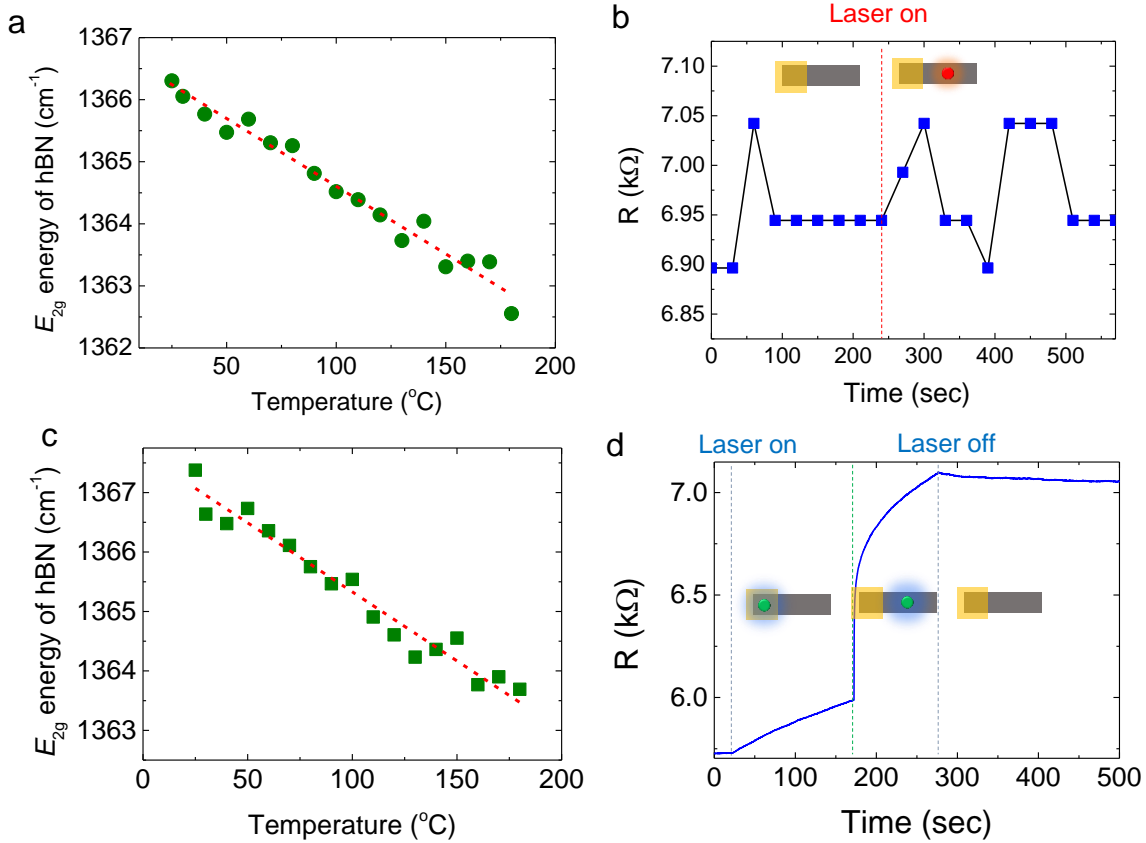 a
E2g energy of hBN (cm-1)
1367
1366
1365
1364
1363
1362
50
100
150
200
Temperature (oC)
b
Laser on
R (kΩ)
7.10
7.05
7.00
6.95
6.90
6.85
0
100
200
300
400
500
Time (sec)
c
E2g energy of hBN (cm-1)
1367
1366
1365
1364
1363
0
50
100
150
200
Temperature (oC)
d
Laser on
Laser off
R (kΩ)
7.0
6.5
6.0
0
100
200
300
400
500
Time (sec)